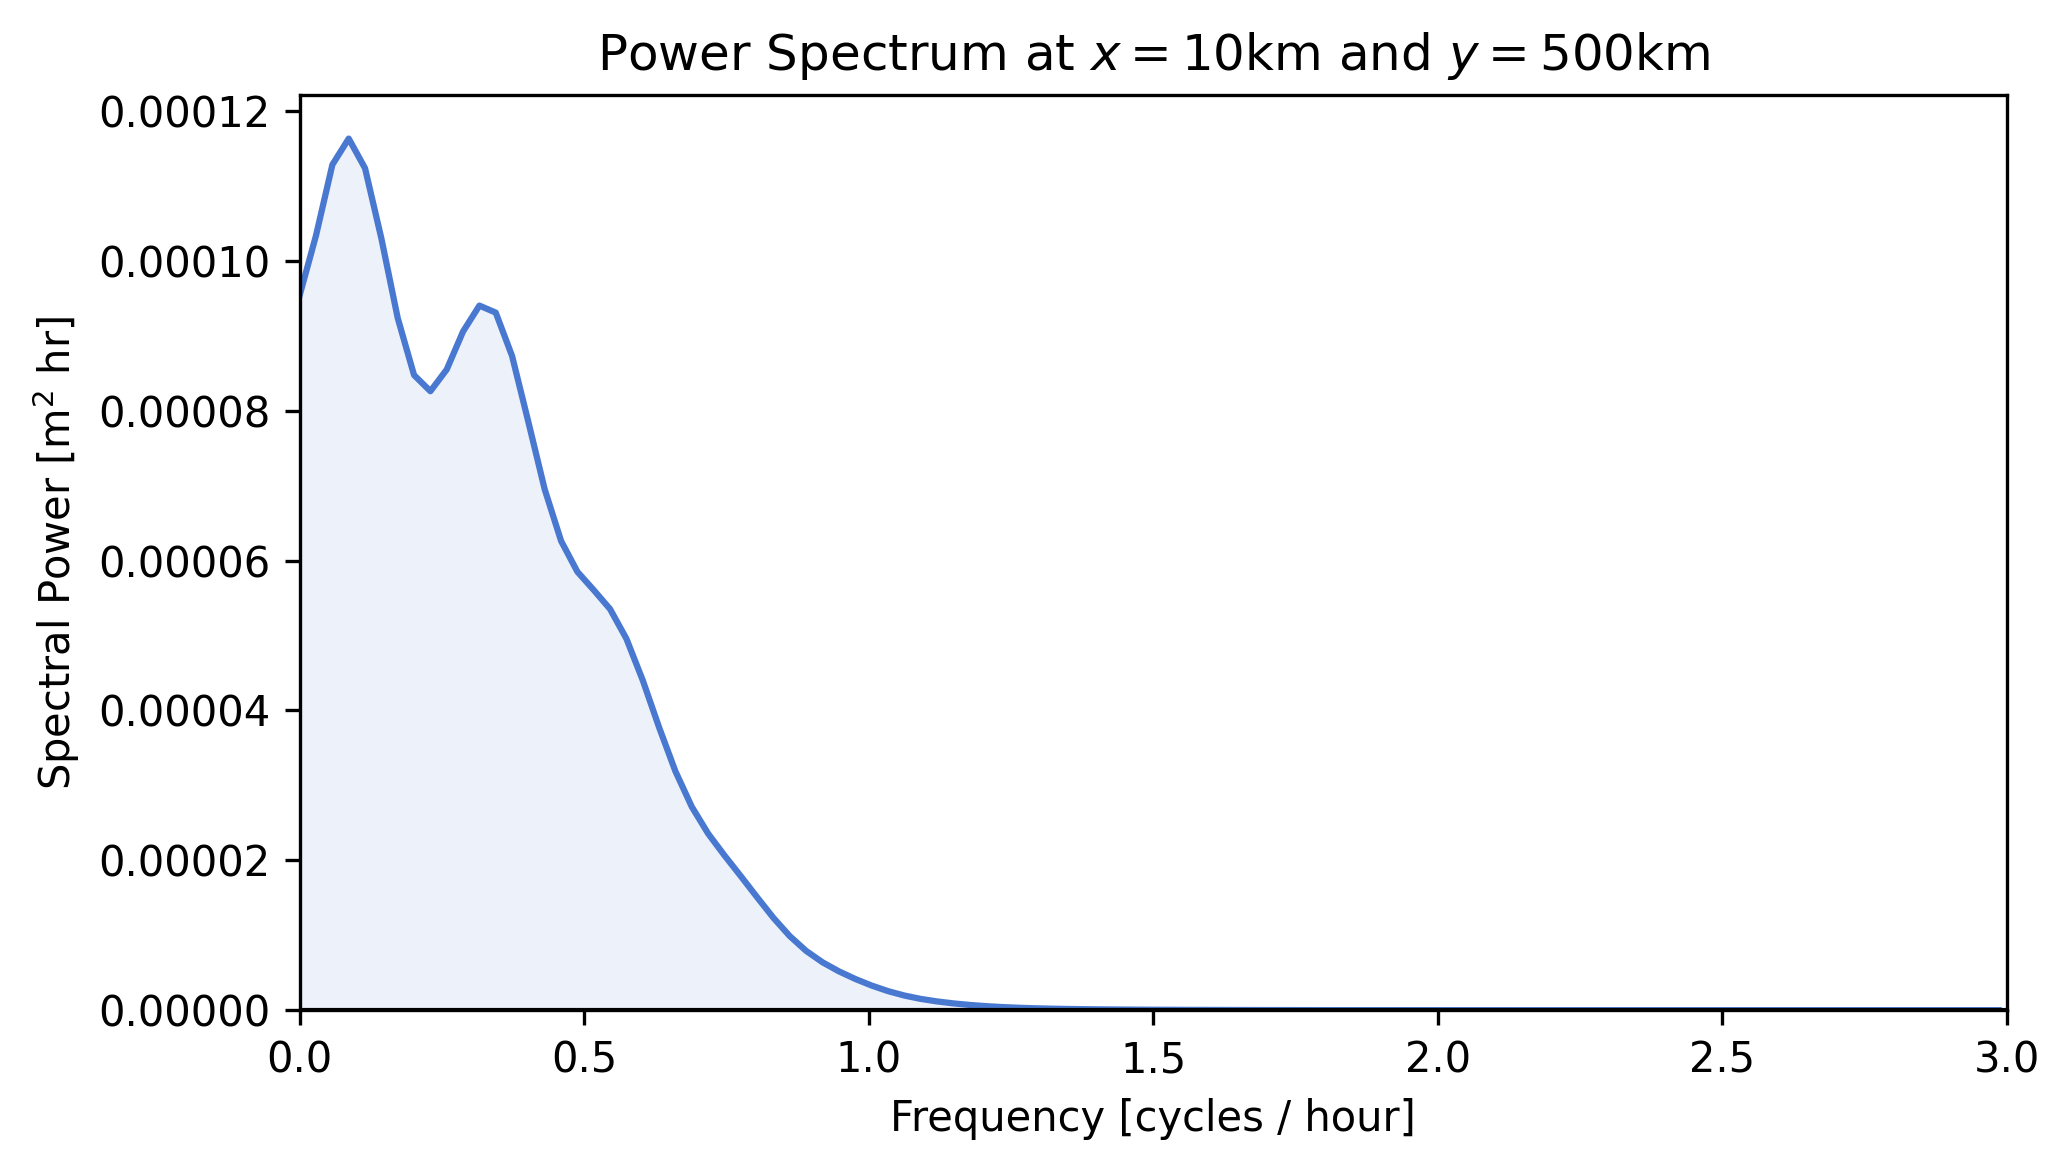 Power Spectrum at x = 10km and y = 500km
0.00012
0.00010
0.00008
0.00006
0.00004
0.00002
0.00000
Spectral Power [m² hr]
0.0 0.5 1.0 1.5 2.0 2.5 3.0
Frequency [cycles / hour]